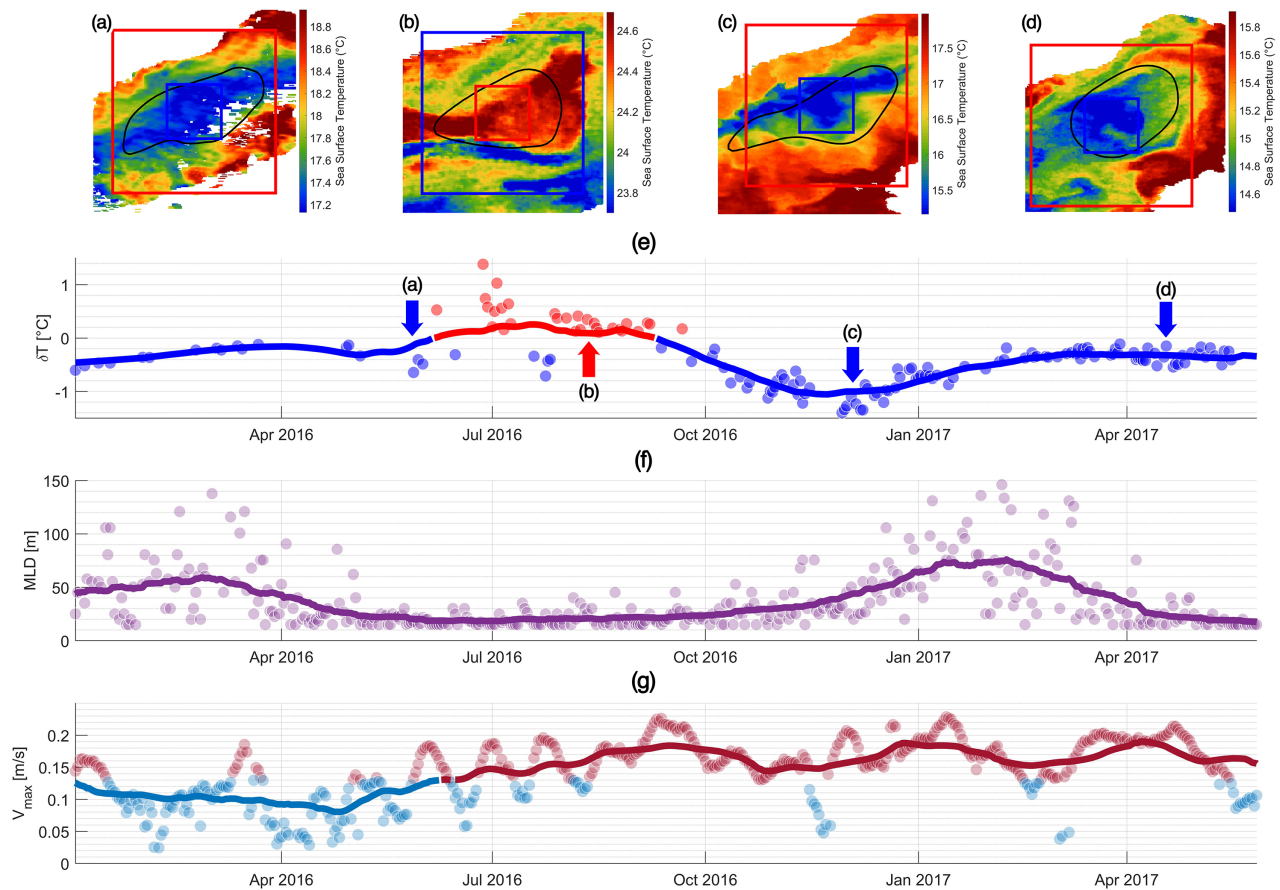 (a)
18.8
18.6
18.4
18.2
18
17.8
17.6
17.4
17.2
Sea Surface Temperature (°C)
(b)
24.6
24.4
24.2
24
23.8
Sea Surface Temperature (°C)
(c)
17.5
17
16.5
16
15.5
Sea Surface Temperature (°C)
(d)
15.8
15.6
15.4
15.2
15
14.8
14.6
Sea Surface Temperature (°C)
(e)
δT [°C]
1
0
-1
(a)
(b)
(c)
(d)
Apr 2016
Jul 2016
Oct 2016
Jan 2017
Apr 2017
(f)
MLD [m]
150
100
50
0
Apr 2016
Jul 2016
Oct 2016
Jan 2017
Apr 2017
(g)
Vmax [m/s]
0.2
0.15
0.1
0.05
0
Apr 2016
Jul 2016
Oct 2016
Jan 2017
Apr 2017